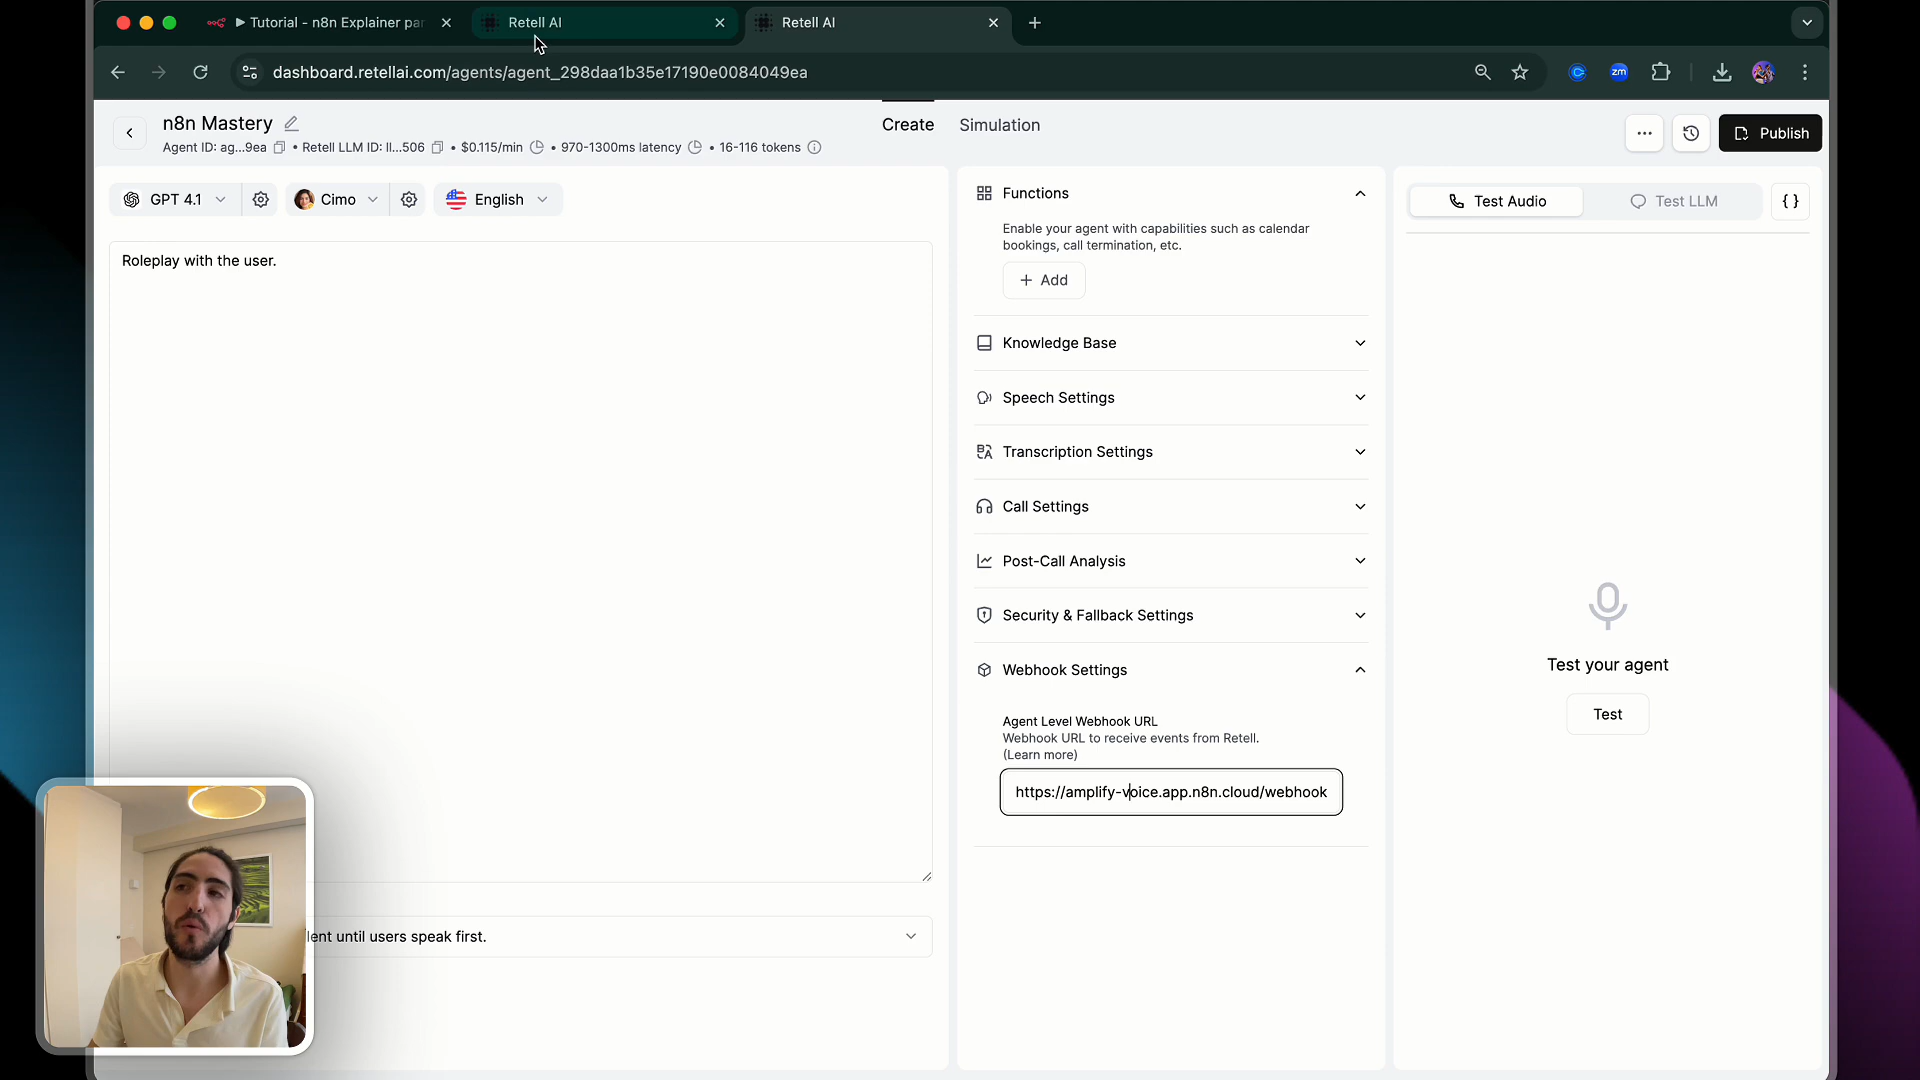 Tutorial - n8n Explainer par
Retell AI
Retell AI
dashboard.retellai.com/agents/agent_298daa1b35e17190e0084049ea
zm
n8n Mastery
Create
Simulation
Publish
Agent ID: ag...9ea • Retell LLM ID: ll...506 • $0.115/min • 970-1300ms latency • 16-116 tokens
GPT 4.1
Cimo
English
Roleplay with the user.
Functions
Enable your agent with capabilities such as calendar
bookings, call termination, etc.
+ Add
Knowledge Base
Speech Settings
Transcription Settings
Call Settings
Post-Call Analysis
Security & Fallback Settings
Webhook Settings
Agent Level Webhook URL
Webhook URL to receive events from Retell.
(Learn more)
https://amplify-voice.app.n8n.cloud/webhook
Test Audio
Test LLM
{ }
Test your agent
Test
until users speak first.